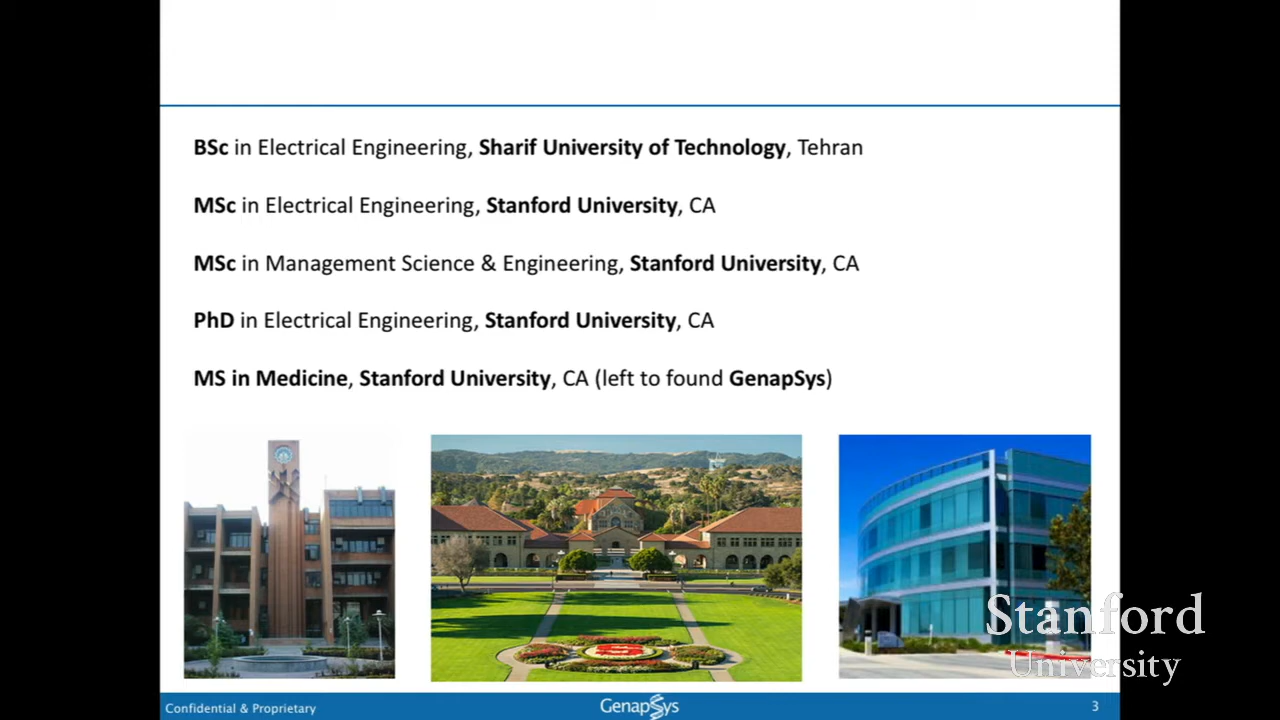 BSc in Electrical Engineering, Sharif University of Technology, Tehran
MSc in Electrical Engineering, Stanford University, CA
MSc in Management Science & Engineering, Stanford University, CA
PhD in Electrical Engineering, Stanford University, CA
MS in Medicine, Stanford University, CA (left to found GenapSys)
Stanford
University
Confidential & Proprietary
GenapSys
3